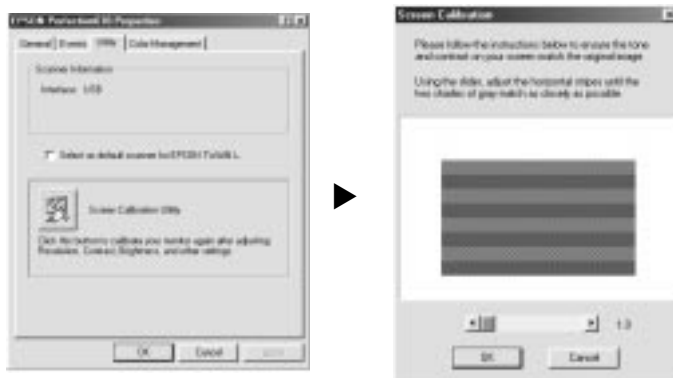 EPSON Perfection610 Properties
General Events Utility Color Management
Scanner Information
Interface: USB
Select as default scanner for EPSON TWAIN.
Screen Calibration Utility
Click this button to calibrate your monitor again after adjusting
Resolution, Contrast, Brightness, and other settings.
OK Cancel
Screen Calibration
Please follow the instructions below to ensure the tone
and contrast on your screen match the original image.
Using the slider, adjust the horizontal stripes until the
two shades of gray match as closely as possible.
1.3
OK Cancel